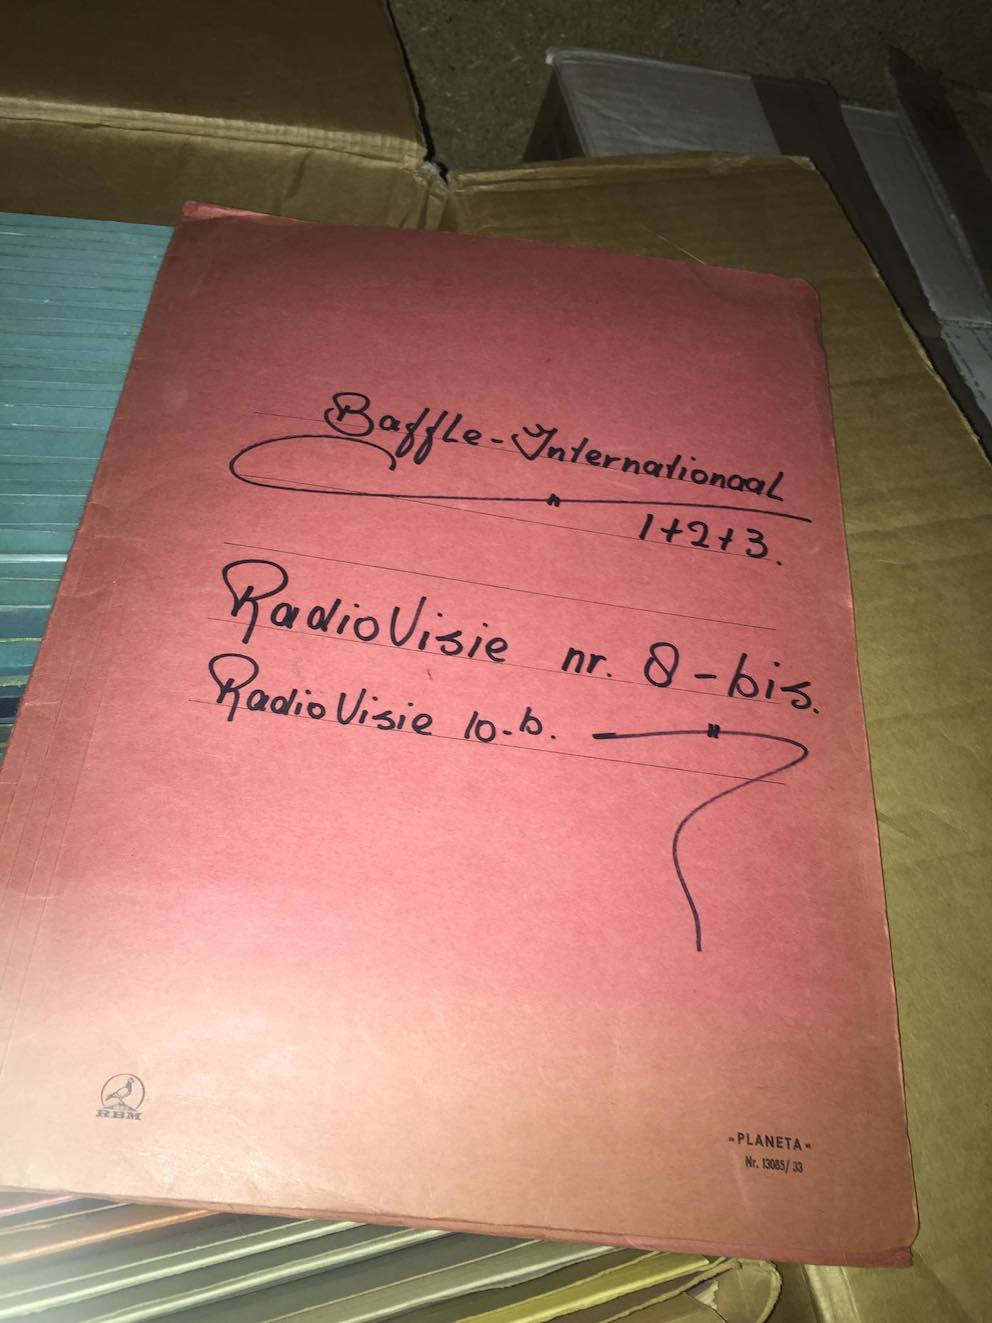 Baffle-Internationaal
1+2+3.
RadioVisie nr. 8-bis.
RadioVisie 10-b.
RBM
"PLANETA"
Nr. 13085/33